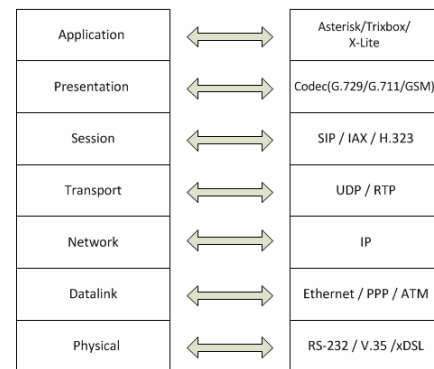 Application
Asterisk/Trixbox/
X-Lite
Presentation
Codec(G.729/G.711/GSM)
Session
SIP / IAX / H.323
Transport
UDP / RTP
Network
IP
Datalink
Ethernet / PPP / ATM
Physical
RS-232 / V.35 /xDSL